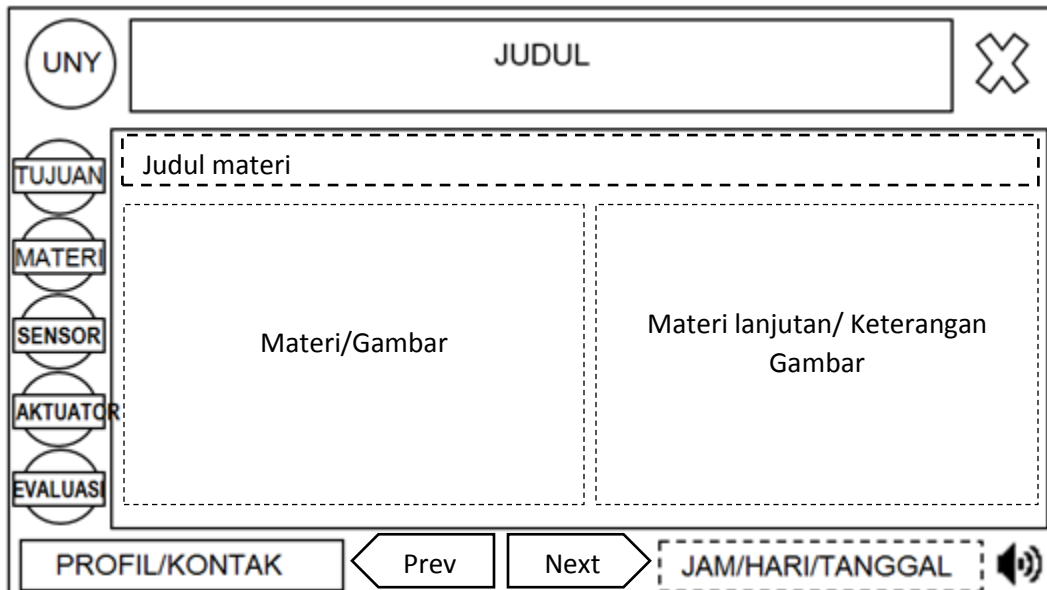 UNY
JUDUL
TUJUAN
MATERI
SENSOR
AKTUATOR
EVALUASI
Judul materi
Materi/Gambar
Materi lanjutan/ Keterangan
Gambar
PROFIL/KONTAK
Prev
Next
JAM/HARI/TANGGAL